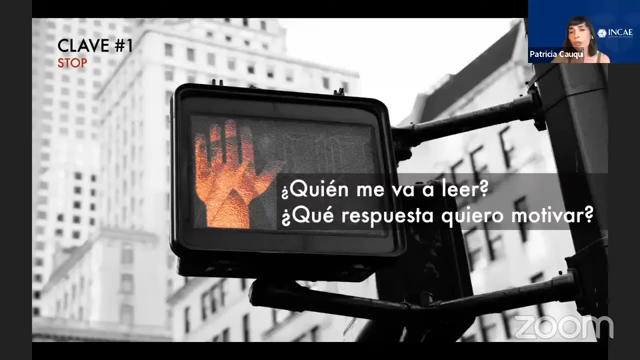 CLAVE #1
STOP
INCAE
Patricia Cauqui
¿Quién me va a leer?
¿Qué respuesta quiero motivar?
zoom